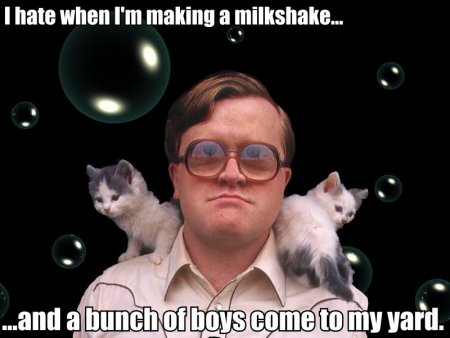 I hate when I'm making a milkshake...
...and a bunch of boys come to my yard.